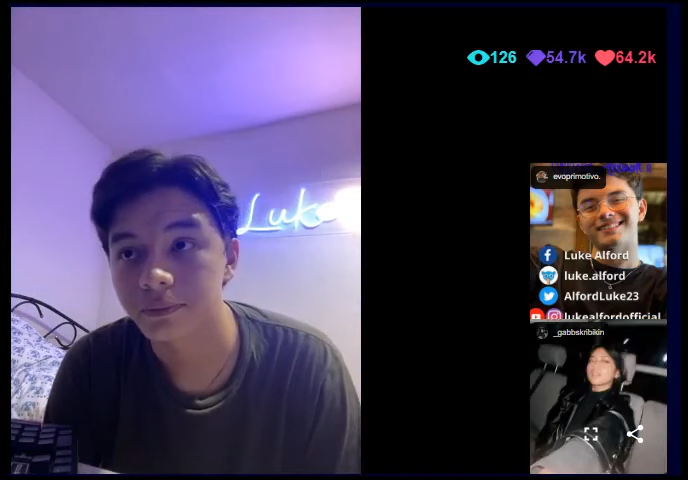 126 54.7k 64.2k
Luke
evoprimotivo.
Luke Alford
luke.alford
AlfordLuke23
lukealfordofficial
_gabbskribikin